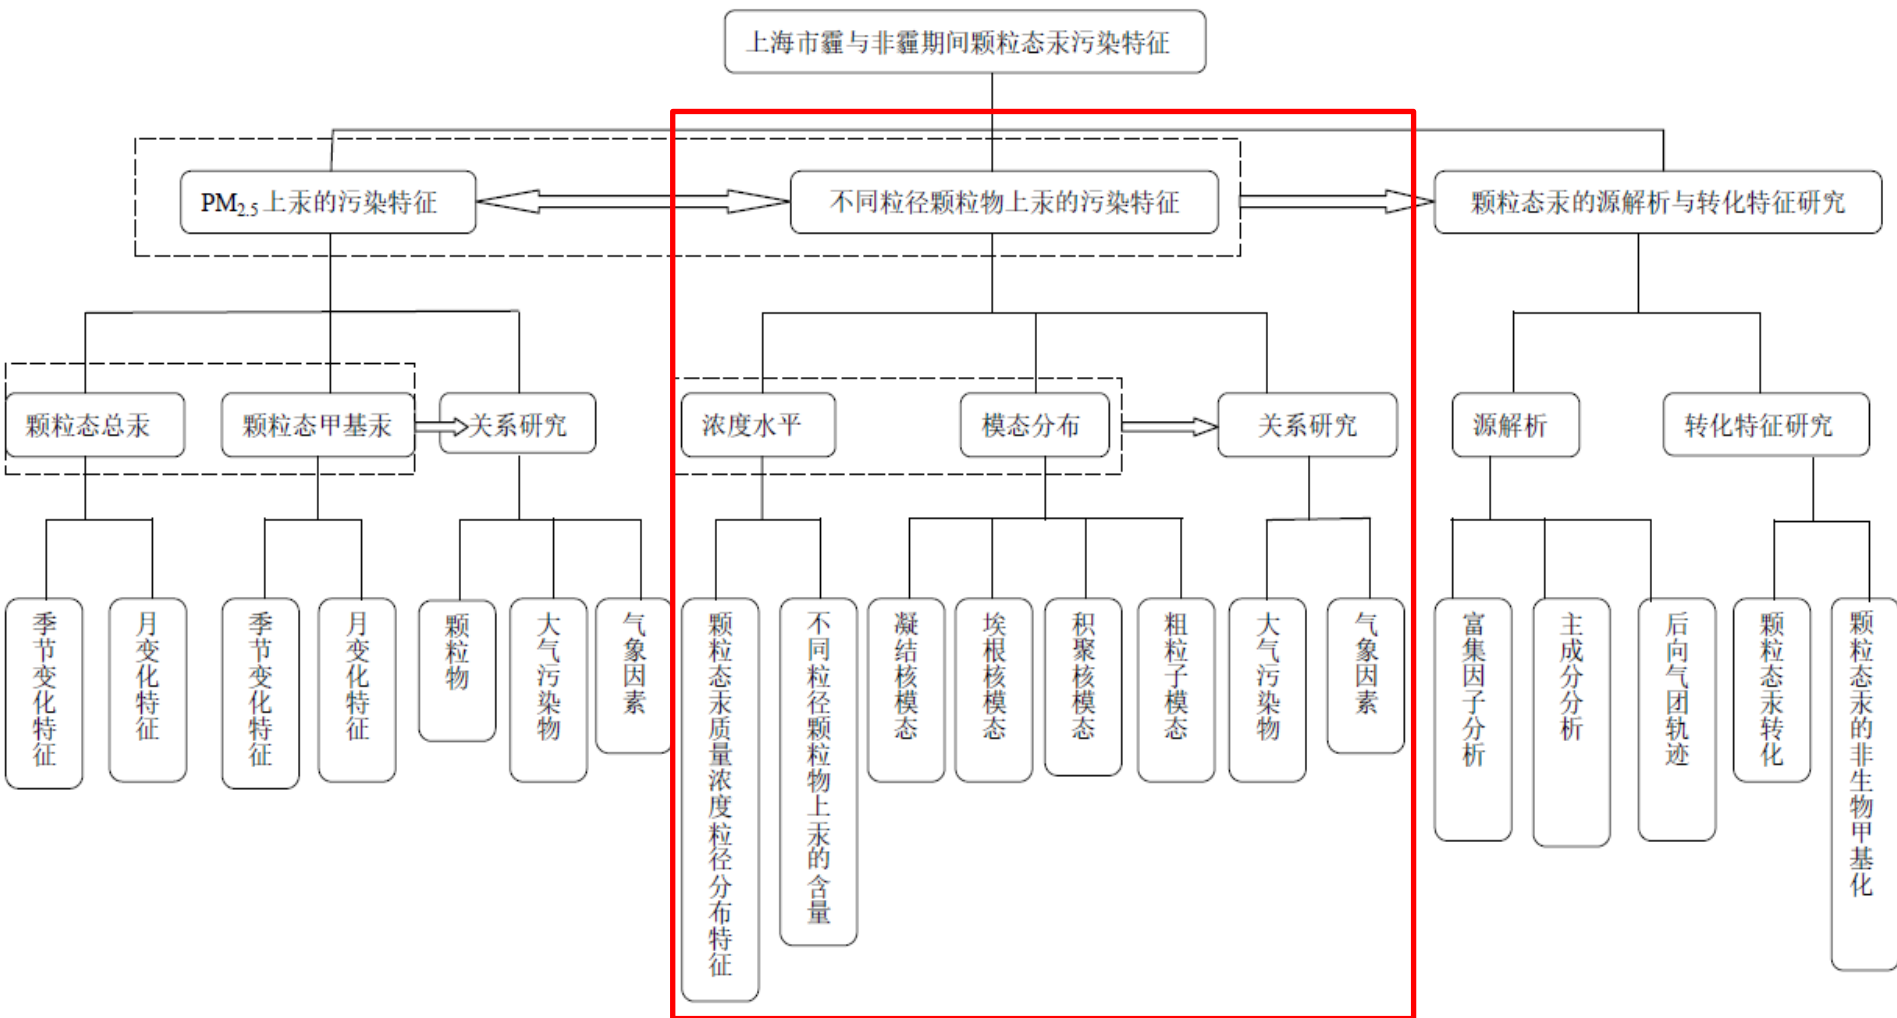 上海市霾与非霾期间颗粒态汞污染特征
PM2.5上汞的污染特征
不同粒径颗粒物上汞的污染特征
颗粒态汞的源解析与转化特征研究
颗粒态总汞
颗粒态甲基汞
关系研究
浓度水平
模态分布
关系研究
源解析
转化特征研究
季节变化特征
月变化特征
季节变化特征
月变化特征
颗粒物
大气污染物
气象因素
颗粒态汞质量浓度粒径分布特征
不同粒径颗粒物上汞的含量
凝结核模态
埃根核模态
积聚核模态
粗粒子模态
大气污染物
气象因素
富集因子分析
主成分分析
后向气团轨迹
颗粒态汞转化
颗粒态汞的非生物甲基化